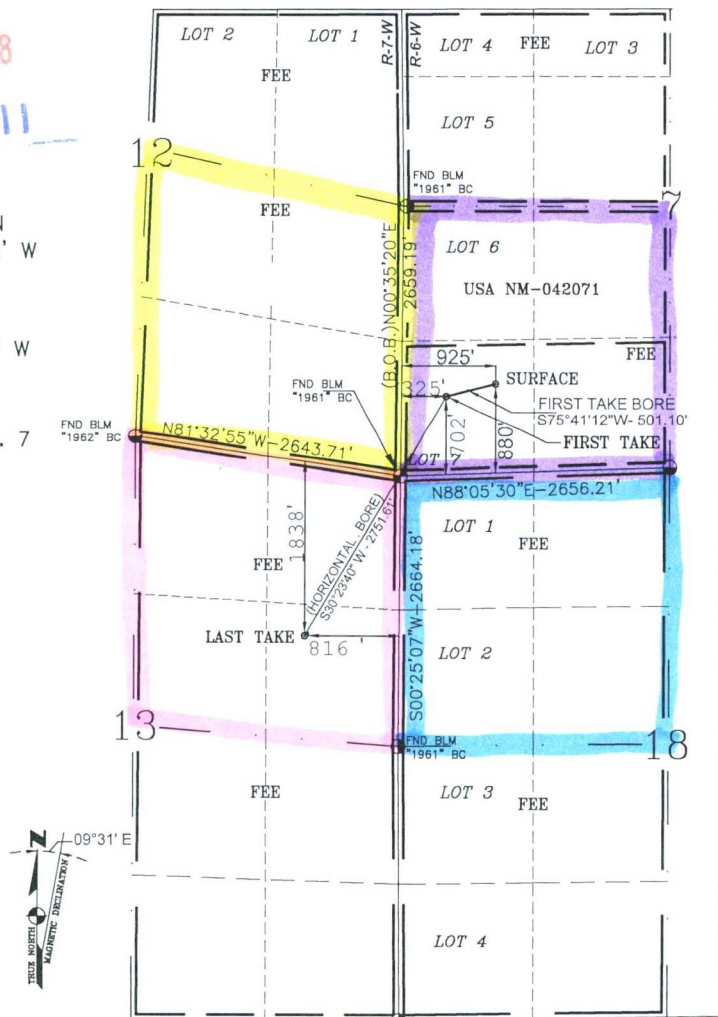 8
LOT 2 LOT 1 R-7-W R-6-W LOT 4 FEE LOT 3
FEE
LOT 5
12
FND BLM
"1961" BC
7
FEE
W
LOT 6
(B.O.B.)N00°35'20"E
2659.19'
USA NM-042071
W
925'
FEE
SURFACE
325'
FND BLM
"1961" BC
FIRST TAKE BORE
S75°41'12"W- 501.10'
FND BLM
"1962" BC
702'
880'
FIRST TAKE
. 7
N81°32'55"W-2643.71'
LOT 7
N88°05'30"E-2656.21'
1838'
(HORIZONTAL BORE)
S30°23'40"W - 2751.61'
LOT 1
FEE
FEE
S00°25'07"W-2664.18'
LAST TAKE
816 '
LOT 2
13
FND BLM
"1961" BC
18
FEE
LOT 3
FEE
N
09°31' E
TRUE NORTH
MAGNETIC DECLINATION
LOT 4